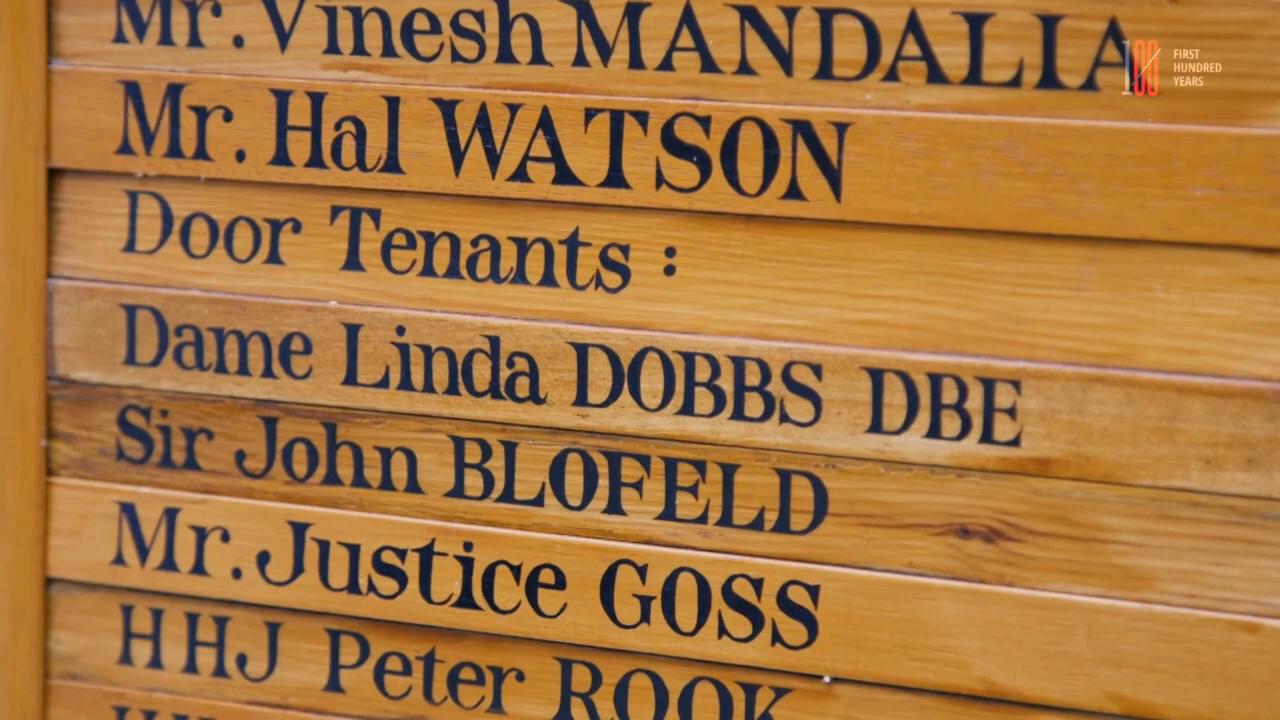 Mr. Vinesh MANDALIA
100 FIRST
HUNDRED
YEARS
Mr. Hal WATSON
Door Tenants :
Dame Linda DOBBS DBE
Sir John BLOFELD
Mr. Justice GOSS
HHJ Peter ROOK